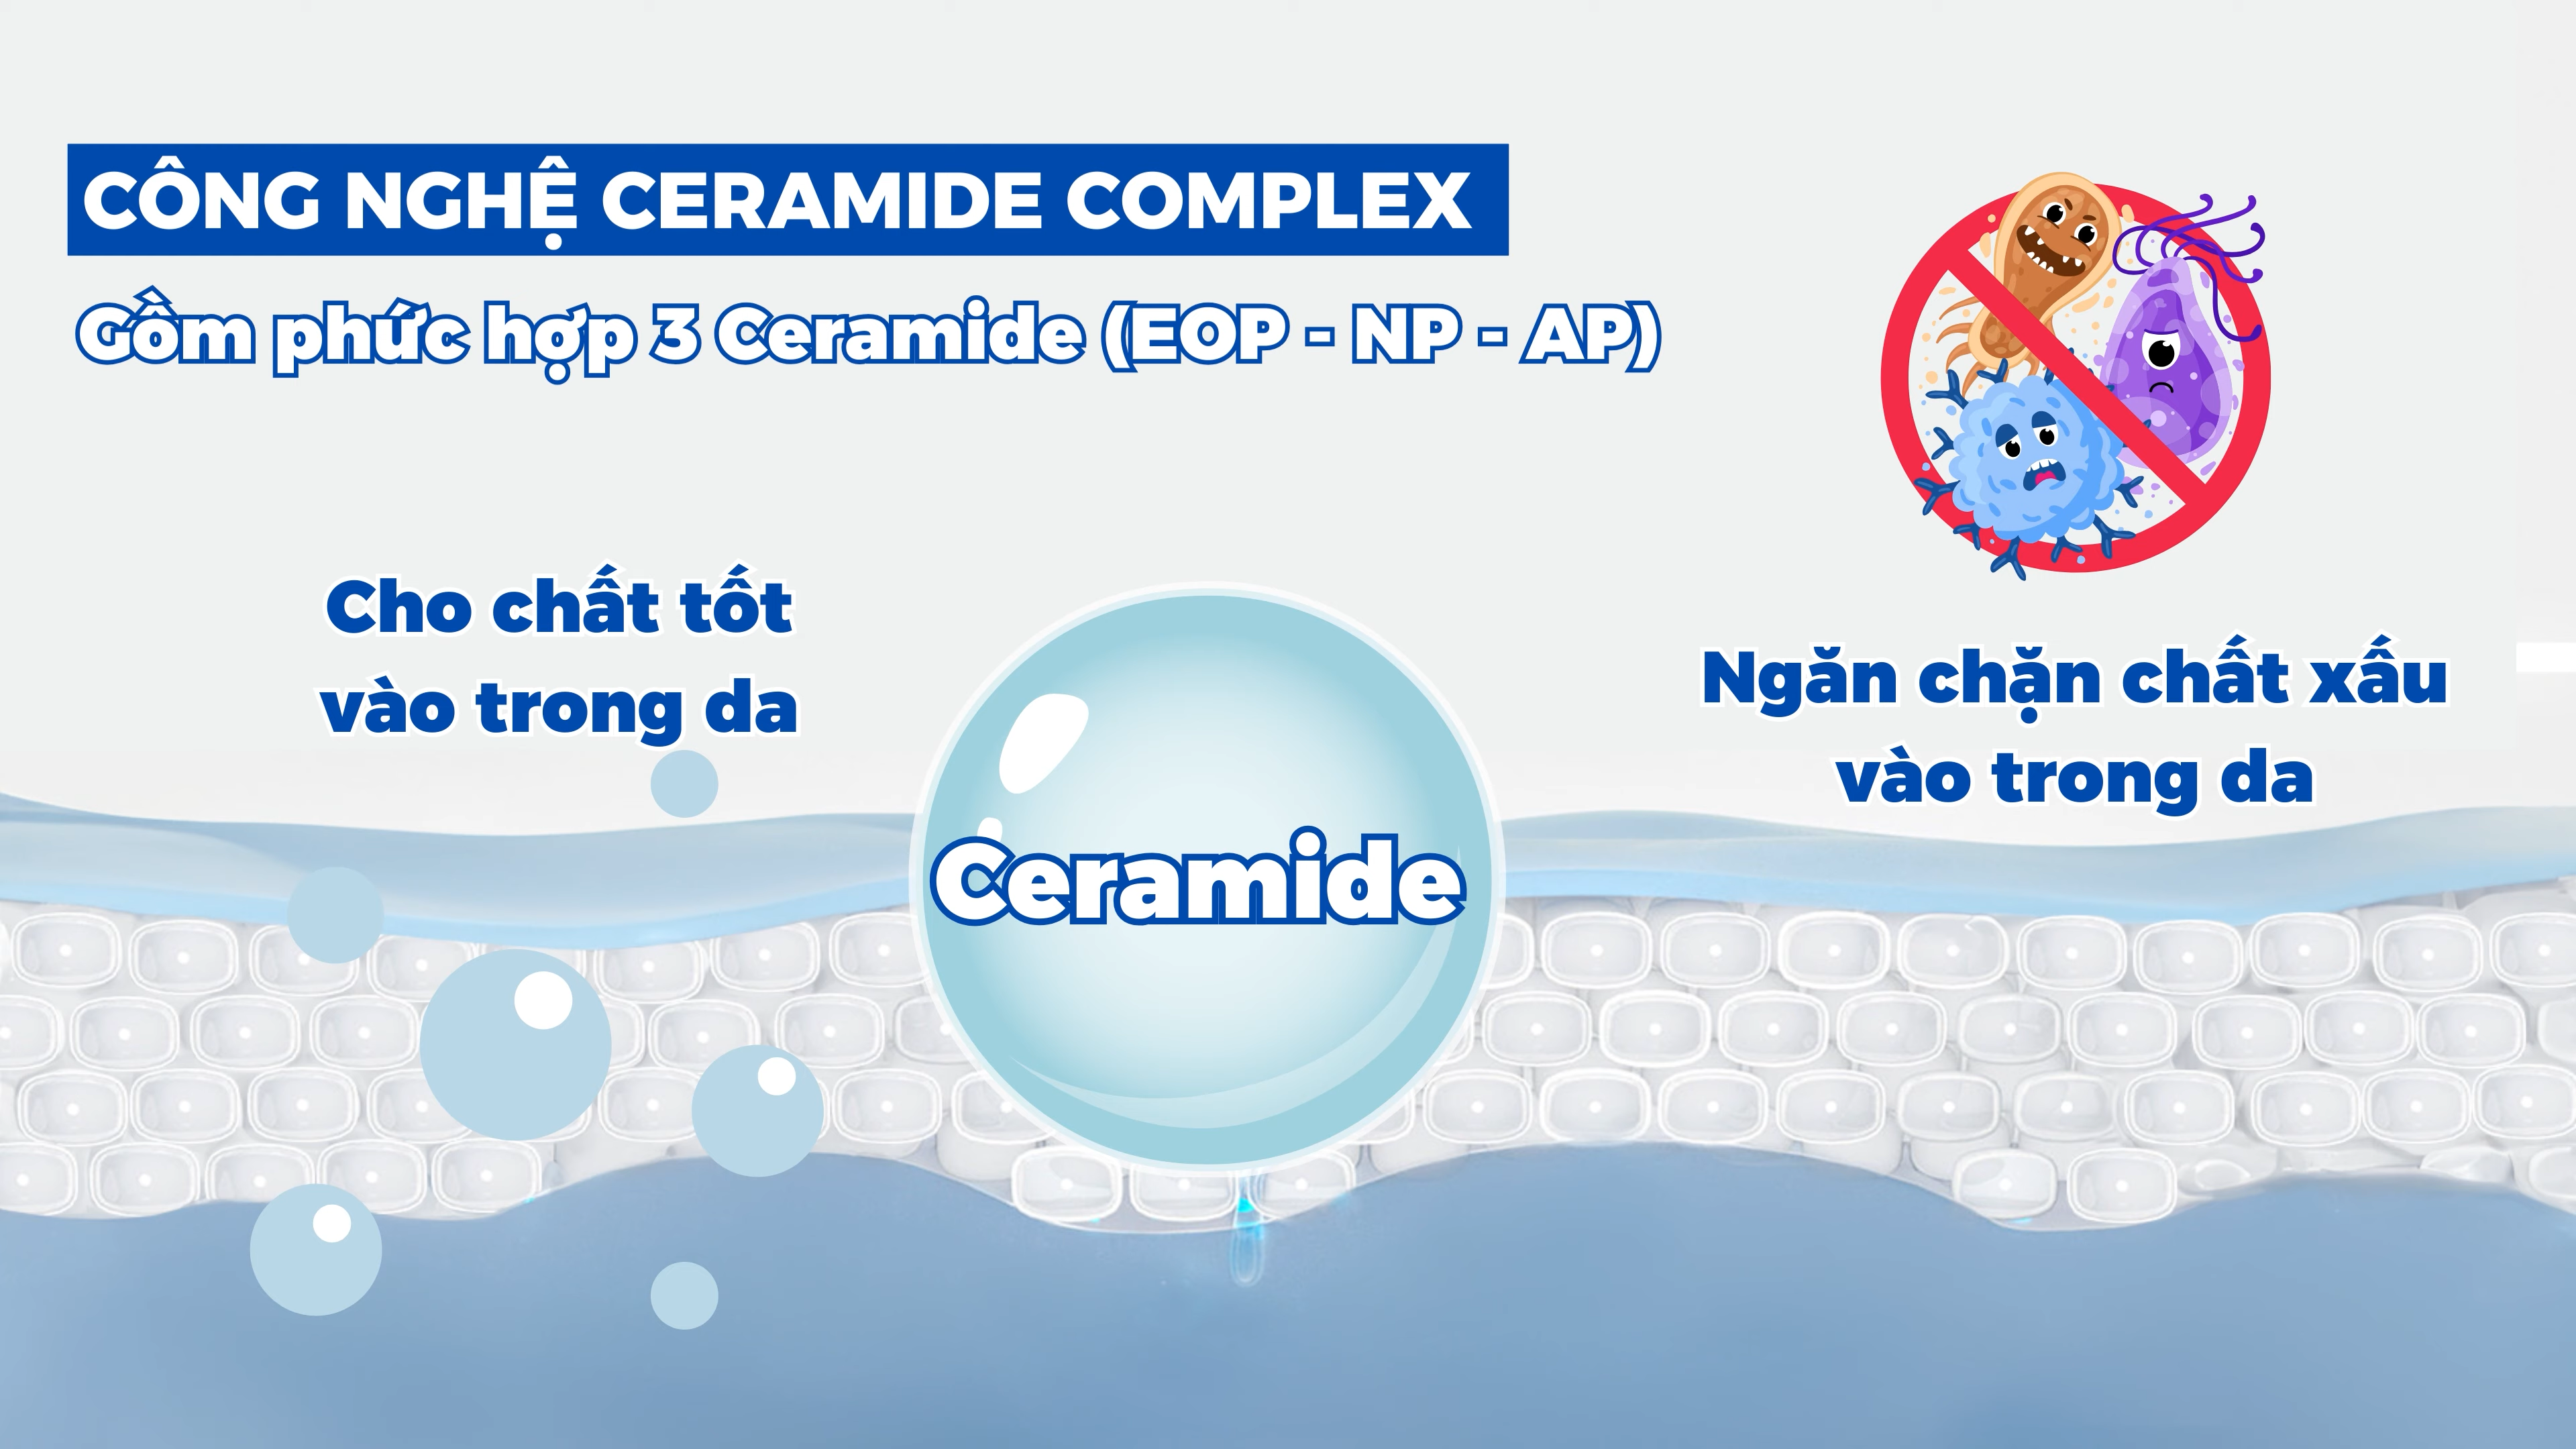 CÔNG NGHỆ CERAMIDE COMPLEX
Gồm phức hợp 3 Ceramide (EOP - NP - AP)
Cho chất tốt
vào trong da
Ngăn chặn chất xấu
vào trong da
Ceramide